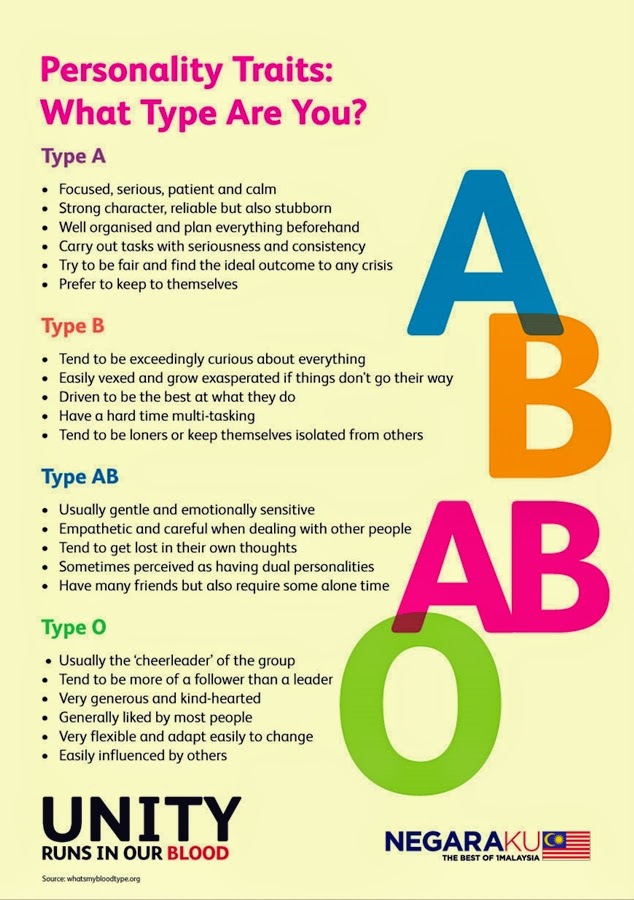 Personality Traits:
What Type Are You?
Type A
• Focused, serious, patient and calm
• Strong character, reliable but also stubborn
• Well organised and plan everything beforehand
• Carry out tasks with seriousness and consistency
• Try to be fair and find the ideal outcome to any crisis
• Prefer to keep to themselves
Type B
• Tend to be exceedingly curious about everything
• Easily vexed and grow exasperated if things don't go their way
• Driven to be the best at what they do
• Have a hard time multi-tasking
• Tend to be loners or keep themselves isolated from others
Type AB
• Usually gentle and emotionally sensitive
• Empathetic and careful when dealing with other people
• Tend to get lost in their own thoughts
• Sometimes perceived as having dual personalities
• Have many friends but also require some alone time
Type O
• Usually the 'cheerleader' of the group
• Tend to be more of a follower than a leader
• Very generous and kind-hearted
• Generally liked by most people
• Very flexible and adapt easily to change
• Easily influenced by others
A
B
AB
O
UNITY
RUNS IN OUR BLOOD
Source: whatsmybloodtype.org
NEGARAKU
THE BEST OF 1MALAYSIA